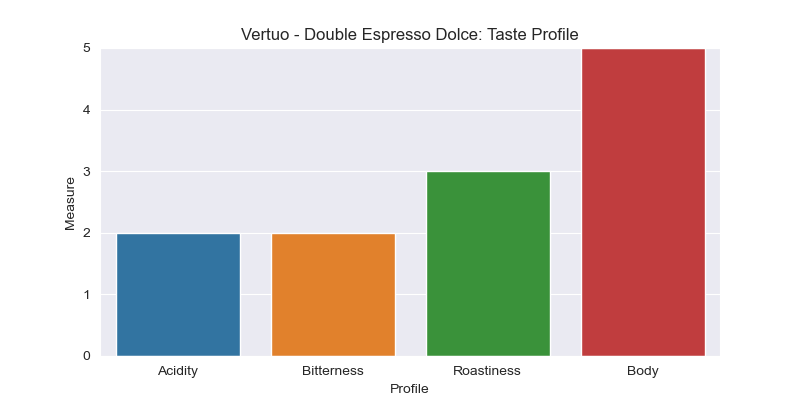 Vertuo - Double Espresso Dolce: Taste Profile
5
4
3
2
1
0
Measure
Acidity Bitterness Roastiness Body
Profile